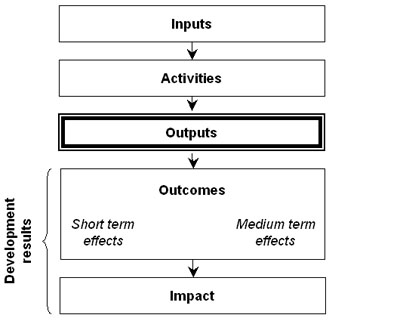 Inputs
Activities
Outputs
Outcomes
Short term
effects
Medium term
effects
Development
results
Impact